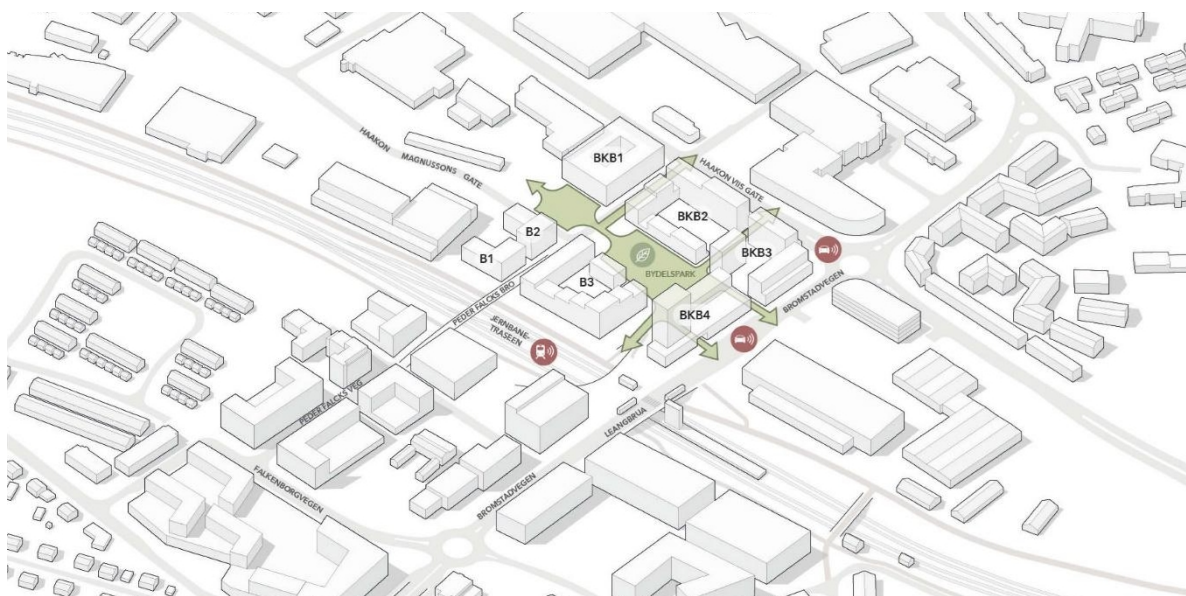 HAAKON MAGNUSSONS GATE
BKB1
HAAKON VIIS GATE
BKB2
B2
B1
BKB3
BYDELSPARK
B3
PEDER FALCKS BRO
BROMSTADVEGEN
BKB4
JERNBANE-
TRASEEN
PEDER FALCKS VEG
LEANGBRUA
FALKENBORGVEGEN
BROMSTADVEGEN